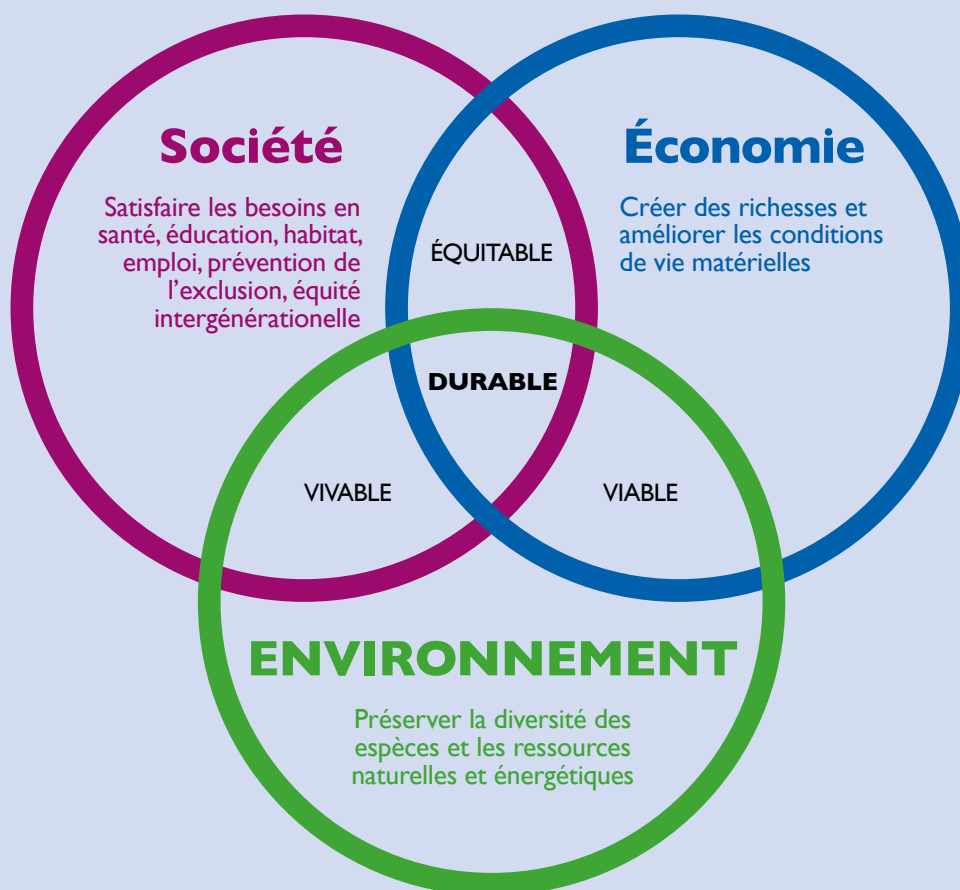 Société
Satisfaire les besoins en
santé, éducation, habitat,
emploi, prévention de
l’exclusion, équité
intergénérationelle
Économie
Créer des richesses et
améliorer les conditions
de vie matérielles
ÉQUITABLE
DURABLE
VIVABLE
VIABLE
ENVIRONNEMENT
Préserver la diversité des
espèces et les ressources
naturelles et énergétiques